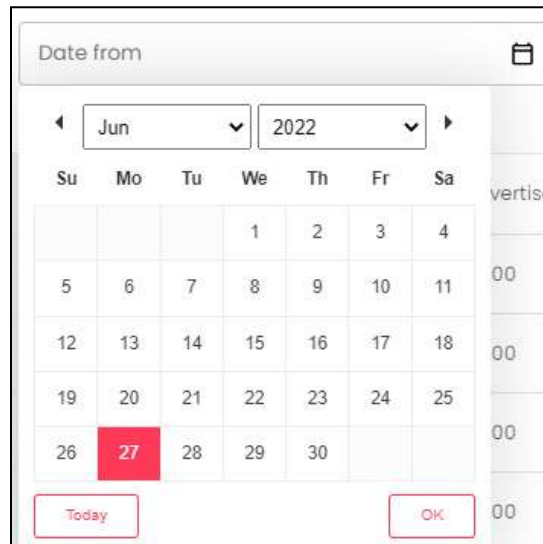 Date from
Jun 2022
Su Mo Tu We Th Fr Sa
vertis
1 2 3 4
5 6 7 8 9 10 11
00
12 13 14 15 16 17 18
00
19 20 21 22 23 24 25
00
26 27 28 29 30
Today OK
00